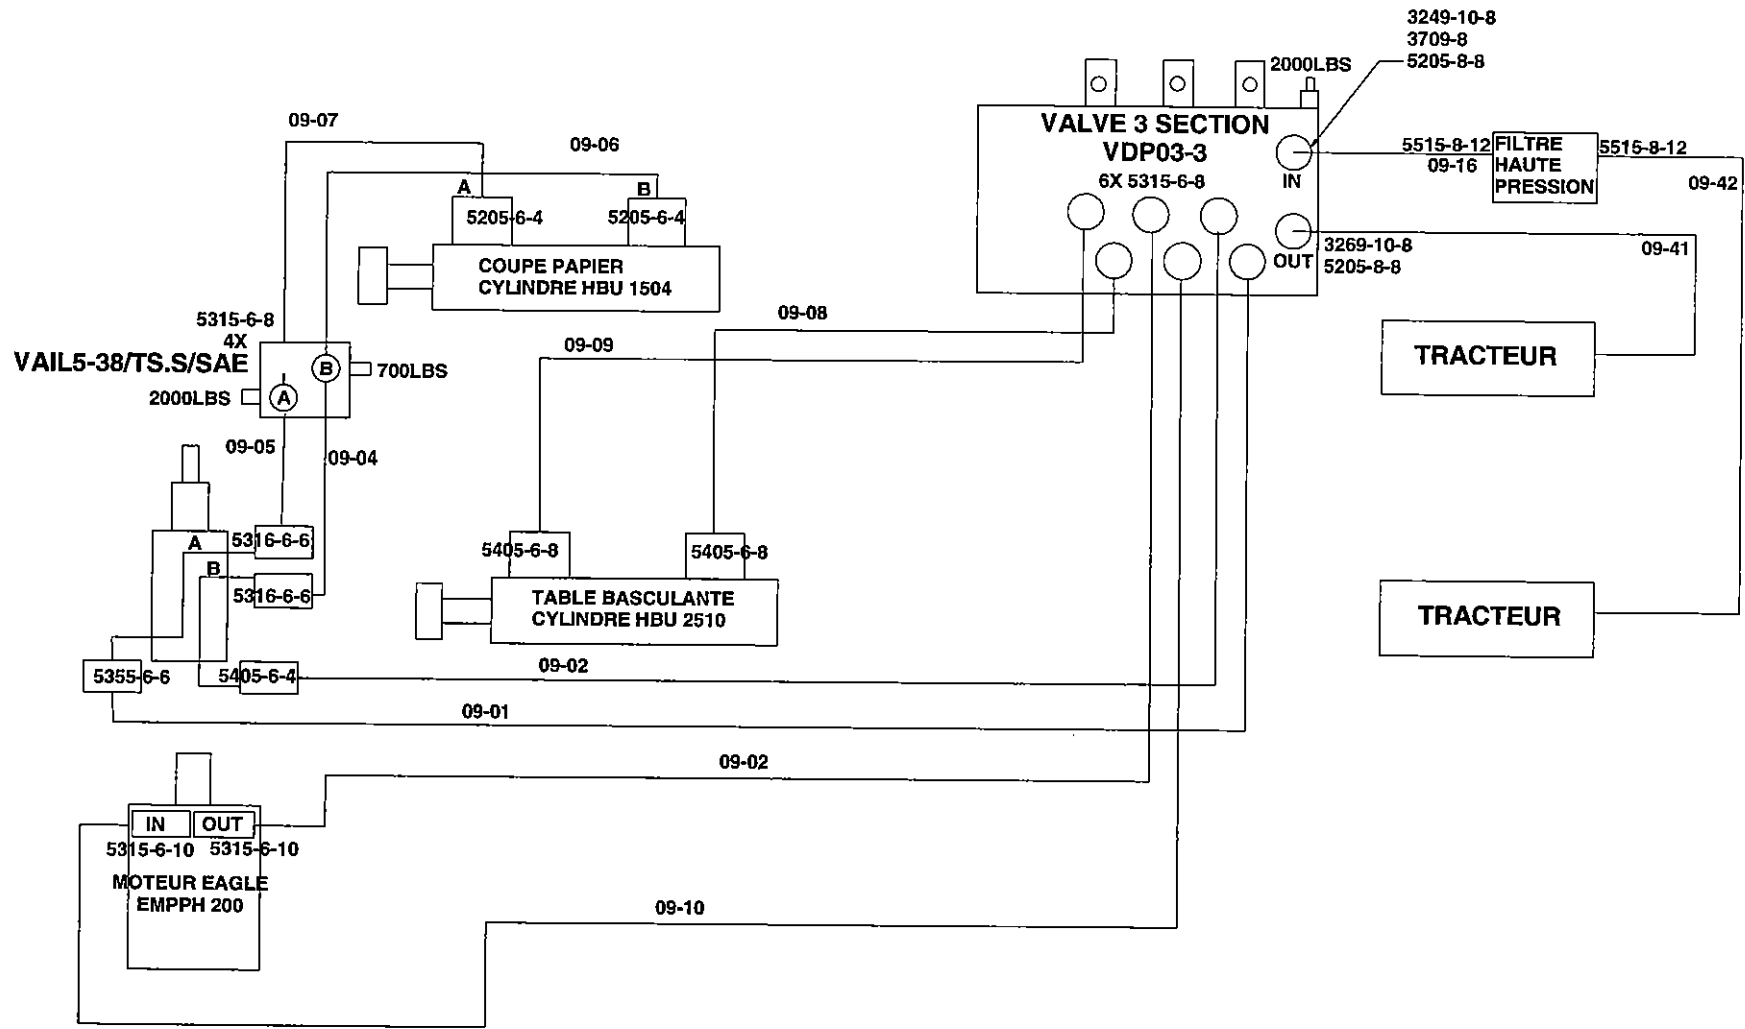 3249-10-8
3709-8
5205-8-8
2000LBS
VALVE 3 SECTION
VDP03-3
6X 5315-6-8
IN
OUT
3269-10-8
5205-8-8
5515-8-12
09-16
FILTRE
HAUTE
PRESSION
5515-8-12
09-42
09-41
TRACTEUR
TRACTEUR
09-07
09-06
A
B
5205-6-4
5205-6-4
COUPE PAPIER
CYLINDRE HBU 1504
5315-6-8
4X
VAIL5-38/TS.S/SAE
B
700LBS
2000LBS
A
09-05
09-04
09-08
09-09
A
5316-6-6
B
5316-6-6
5405-6-8
5405-6-8
TABLE BASCULANTE
CYLINDRE HBU 2510
5355-6-6
5405-6-4
09-02
09-01
09-02
IN
OUT
5315-6-10
5315-6-10
MOTEUR EAGLE
EMPPH 200
09-10